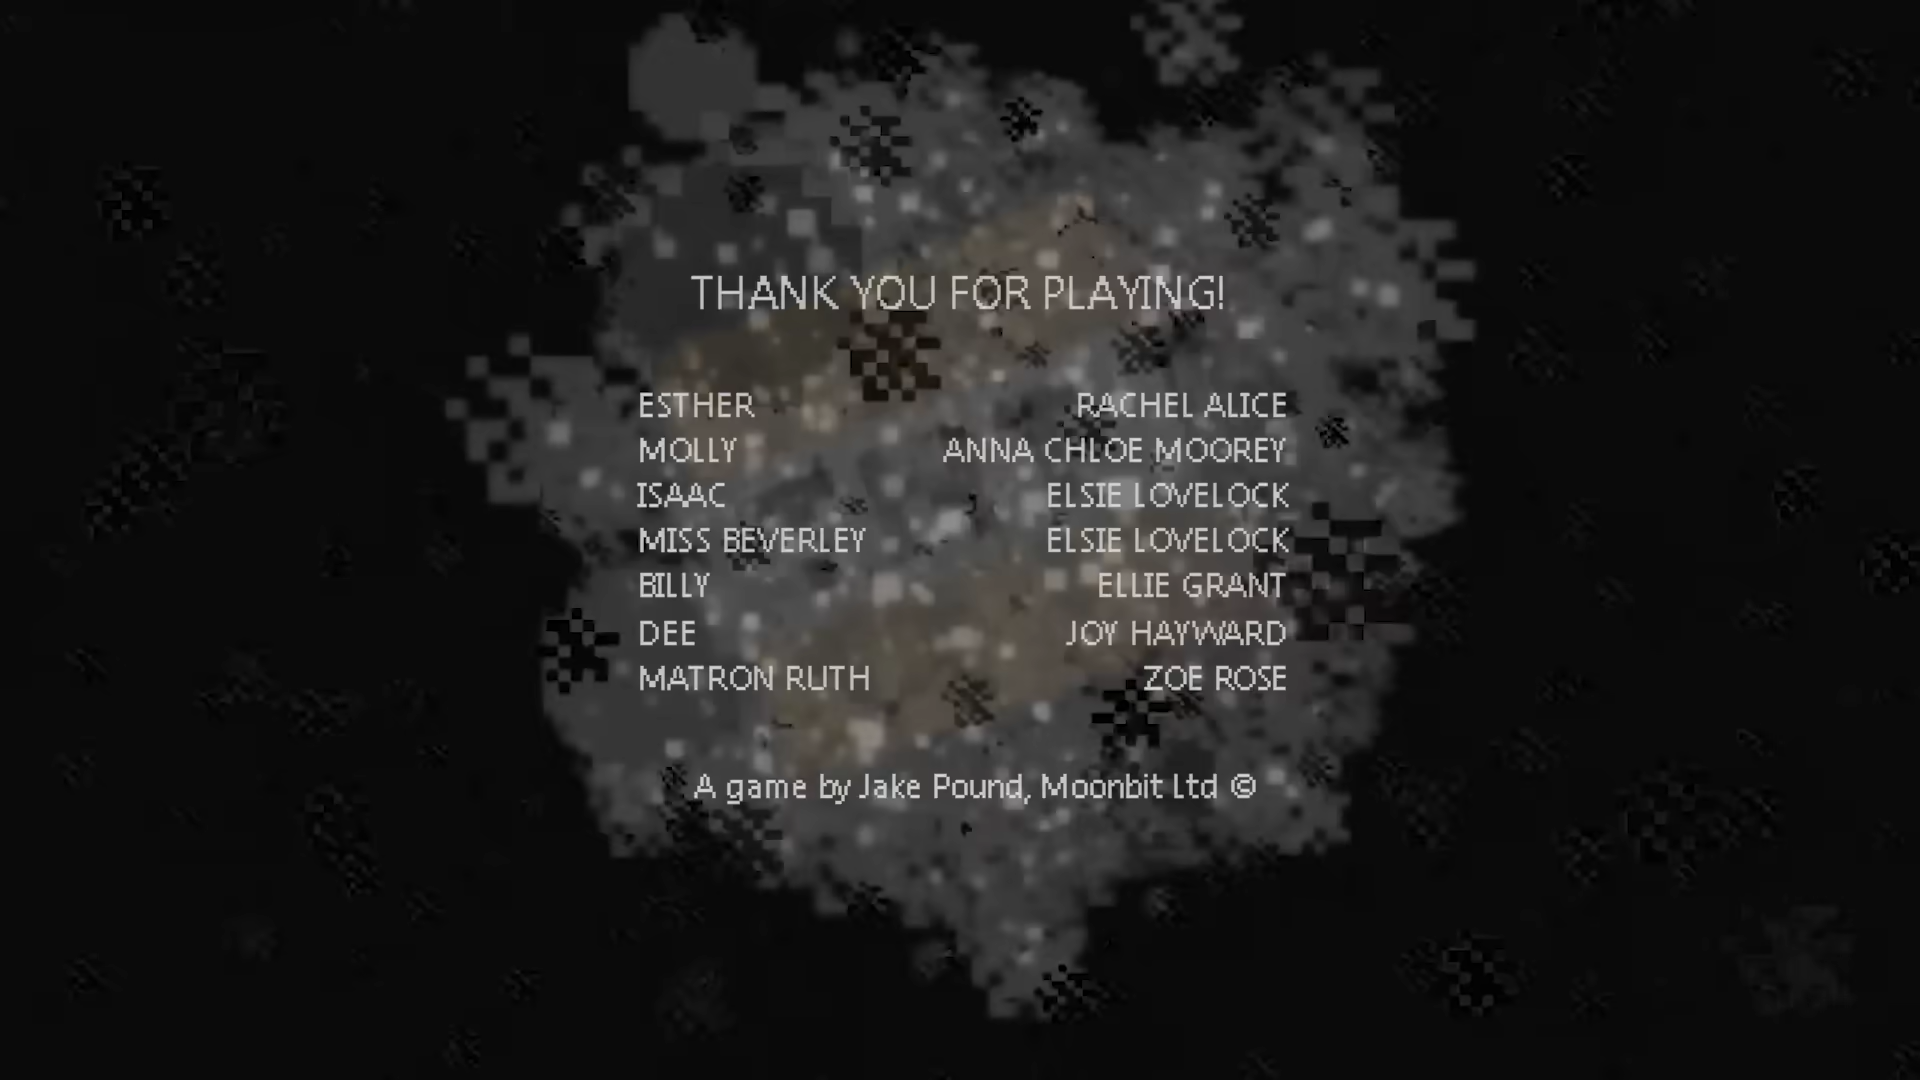 THANK YOU FOR PLAYING!
ESTHER RACHEL ALICE
MOLLY ANNA CHLOE MOOREY
ISAAC ELSIE LOVELOCK
MISS BEVERLEY ELSIE LOVELOCK
BILLY ELLIE GRANT
DEE JOY HAYWARD
MATRON RUTH ZOE ROSE
A game by Jake Pound, Moonbit Ltd ©